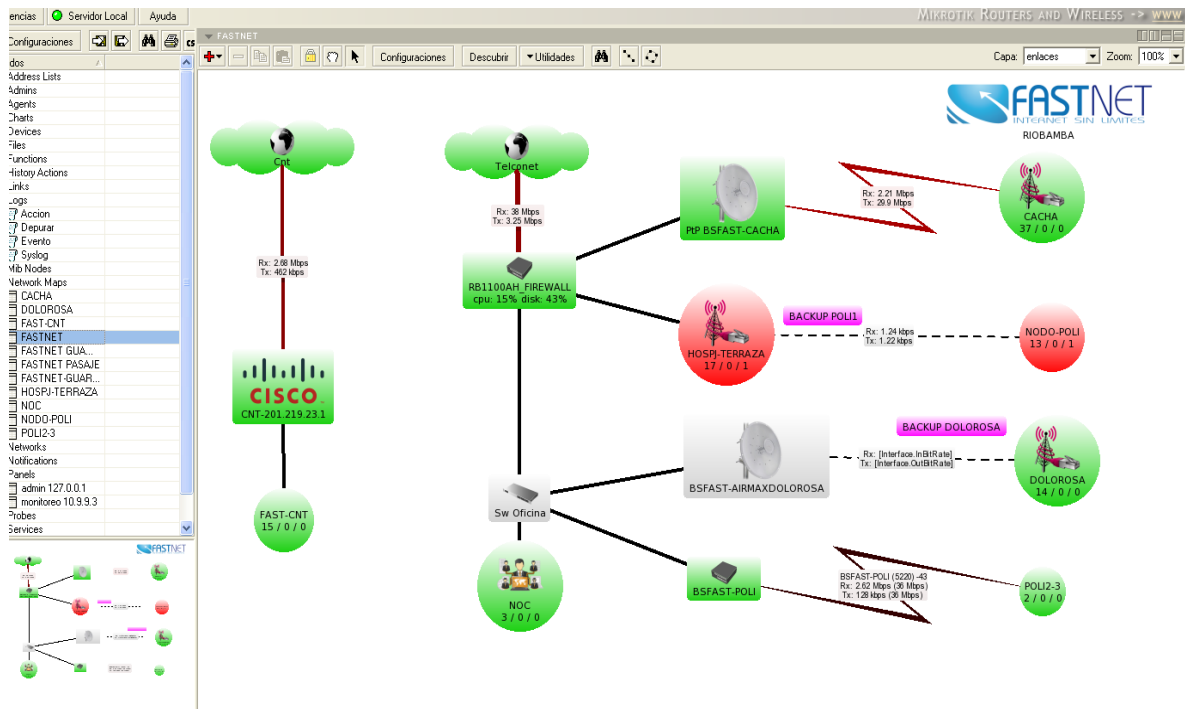 encias
Servidor Local
Ayuda
MIKROTIK ROUTERS AND WIRELESS -> WWW
Configuraciones
cs
FASTNET
Configuraciones
Descubrir
Utilidades
Capa: enlaces
Zoom: 100%
dos
Address Lists
Admins
Agents
Charts
Devices
Files
Functions
History Actions
Links
Logs
Accion
Depurar
Evento
Syslog
Mib Nodes
Network Maps
CACHA
DOLOROSA
FAST-CNT
FASTNET
FASTNET GUA...
FASTNET PASAJE
FASTNET-GUAR...
HOSPJ-TERRAZA
NOC
NODO-POLI
POLI2-3
Networks
Notifications
Panels
admin 127.0.0.1
monitoreo 10.9.9.3
Probes
Services
FASTNET
FASTNET
INTERNET SIN LIMITES
RIOBAMBA
Cnt
Rx: 2.68 Mbps
Tx: 462 kbps
CISCO
CNT-201.219.23.1
FAST-CNT
15 / 0 / 0
Telconet
Rx: 38 Mbps
Tx: 3.25 Mbps
RB1100AH_FIREWALL
cpu: 15% disk: 43%
PtP BSFAST-CACHA
Rx: 2.21 Mbps
Tx: 29.9 Mbps
CACHA
37 / 0 / 0
HOSPJ-TERRAZA
17 / 0 / 1
BACKUP POLI1
Rx: 1.24 kbps
Tx: 1.22 kbps
NODO-POLI
13 / 0 / 1
BSFAST-AIRMAXDOLOROSA
BACKUP DOLOROSA
Rx: [Interface.InBitRate]
Tx: [Interface.OutBitRate]
DOLOROSA
14 / 0 / 0
Sw Oficina
NOC
3 / 0 / 0
BSFAST-POLI
BSFAST-POLI (5220) -43
Rx: 2.62 Mbps (36 Mbps)
Tx: 128 kbps (36 Mbps)
POLI2-3
2 / 0 / 0